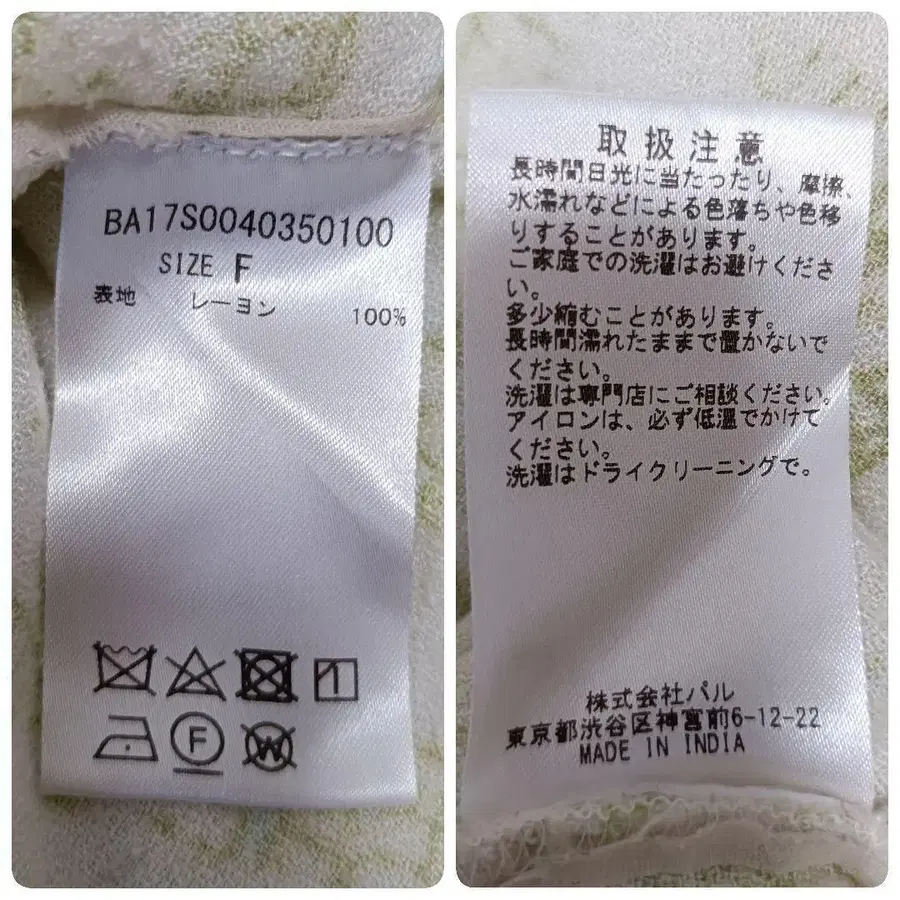 BA17S0040350100
SIZE F
表地 レーヨン 100%
F
W
取扱注意
長時間日光に当たったり、摩擦、
水濡れなどによる色落ちや色移
りすることがあります。
ご家庭での洗濯はお避けくださ
い。
多少縮むことがあります。
長時間濡れたままで置かないで
ください。
洗濯は専門店にご相談ください。
アイロンは、必ず低温でかけて
ください。
洗濯はドライクリーニングで。
株式会社パル
東京都渋谷区神宮前6-12-22
MADE IN INDIA